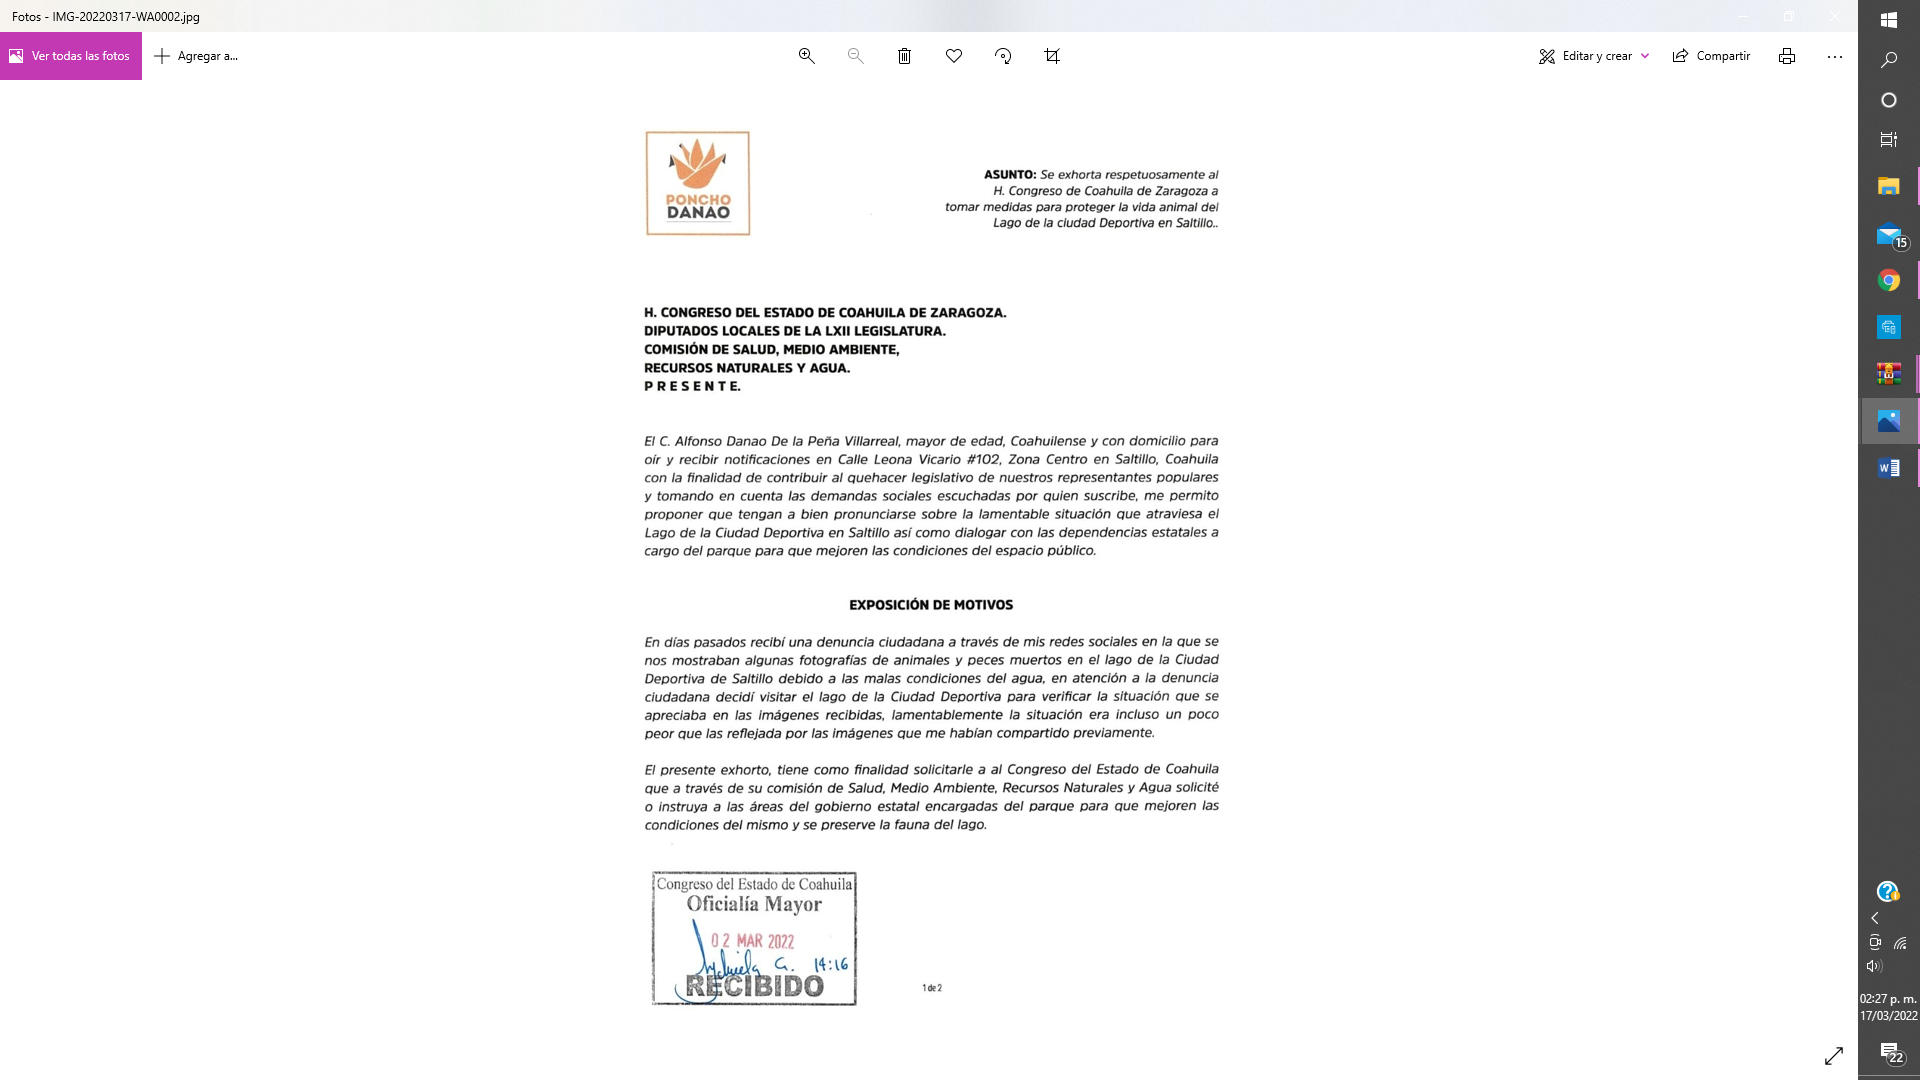 Fotos - IMG-20220317-WA0002.jpg
Ver todas las fotos
Agregar a...
Editar y crear
Compartir
PONCHO
DANAO
ASUNTO: Se exhorta respetuosamente al
H. Congreso de Coahuila de Zaragoza a
tomar medidas para proteger la vida animal del
Lago de la ciudad Deportiva en Saltillo..
H. CONGRESO DEL ESTADO DE COAHUILA DE ZARAGOZA.
DIPUTADOS LOCALES DE LA LXII LEGISLATURA.
COMISIÓN DE SALUD, MEDIO AMBIENTE,
RECURSOS NATURALES Y AGUA.
P R E S E N T E.
El C. Alfonso Danao De la Peña Villarreal, mayor de edad, Coahuilense y con domicilio para
oír y recibir notificaciones en Calle Leona Vicario #102, Zona Centro en Saltillo, Coahuila
con la finalidad de contribuir al quehacer legislativo de nuestros representantes populares
y tomando en cuenta las demandas sociales escuchadas por quien suscribe, me permito
proponer que tengan a bien pronunciarse sobre la lamentable situación que atraviesa el
Lago de la Ciudad Deportiva en Saltillo así como dialogar con las dependencias estatales a
cargo del parque para que mejoren las condiciones del espacio público.
EXPOSICIÓN DE MOTIVOS
En días pasados recibí una denuncia ciudadana a través de mis redes sociales en la que se
nos mostraban algunas fotografías de animales y peces muertos en el lago de la Ciudad
Deportiva de Saltillo debido a las malas condiciones del agua, en atención a la denuncia
ciudadana decidí visitar el lago de la Ciudad Deportiva para verificar la situación que se
apreciaba en las imágenes recibidas, lamentablemente la situación era incluso un poco
peor que las reflejada por las imágenes que me habían compartido previamente.
El presente exhorto, tiene como finalidad solicitarle a al Congreso del Estado de Coahuila
que a través de su comisión de Salud, Medio Ambiente, Recursos Naturales y Agua solicité
o instruya a las áreas del gobierno estatal encargadas del parque para que mejoren las
condiciones del mismo y se preserve la fauna del lago.
Congreso del Estado de Coahuila
Oficialía Mayor
02 MAR 2022
G. 14:16
RECIBIDO
1 de 2
15
02:27 p. m.
17/03/2022
22